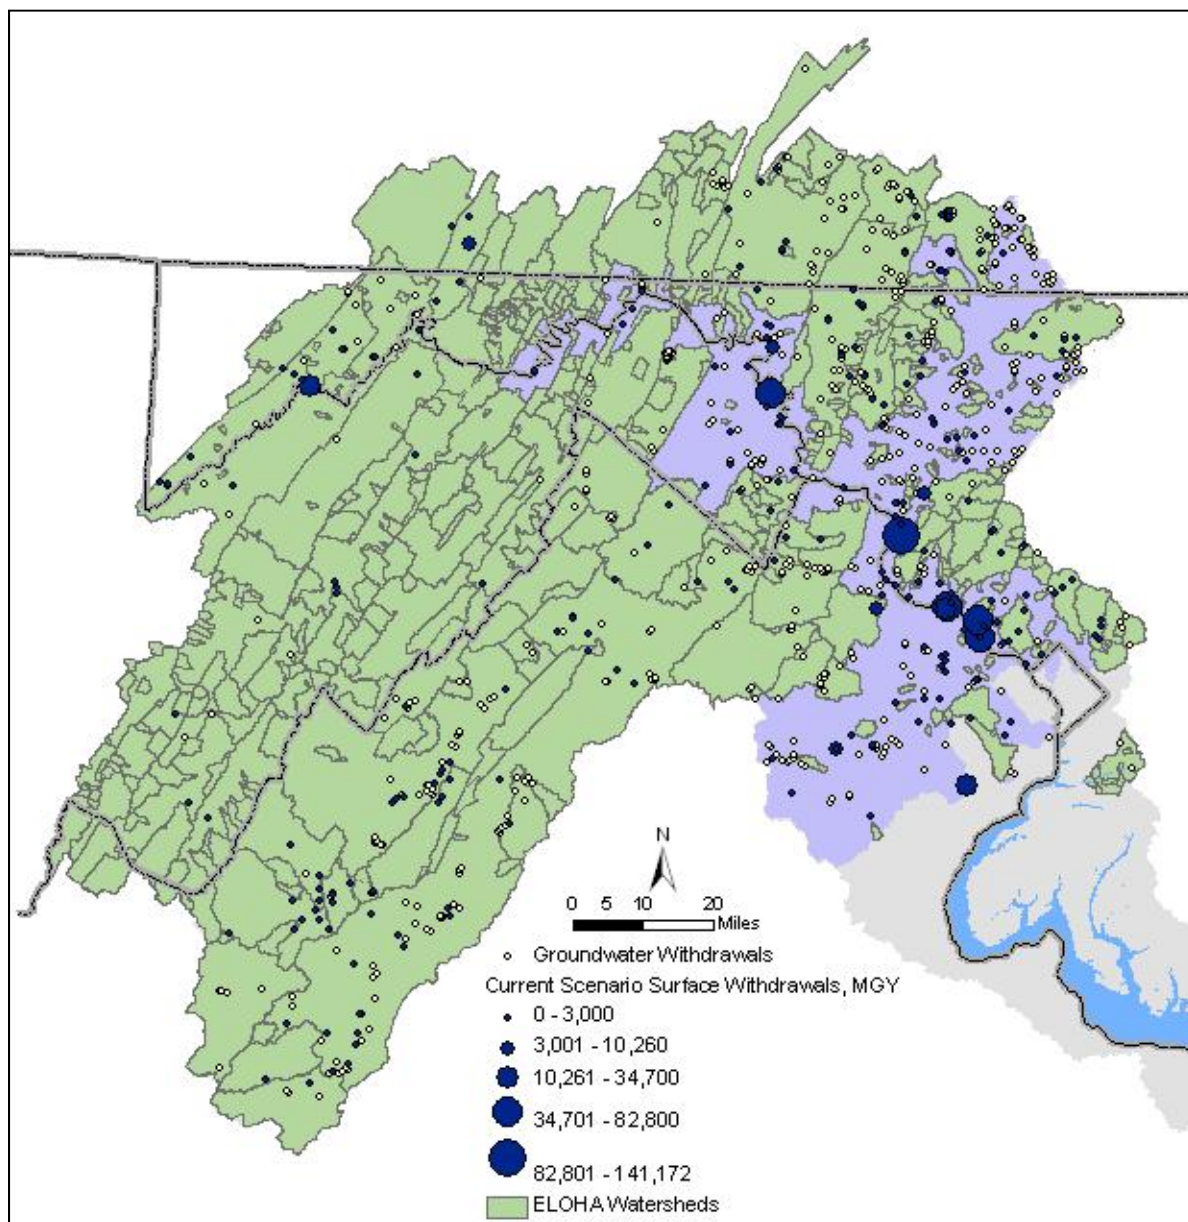 N
0 5 10 20
Miles
Groundwater Withdrawals
Current Scenario Surface Withdrawals, MGY
0 - 3,000
3,001 - 10,260
10,261 - 34,700
34,701 - 82,800
82,801 - 141,172
ELOHA Watersheds